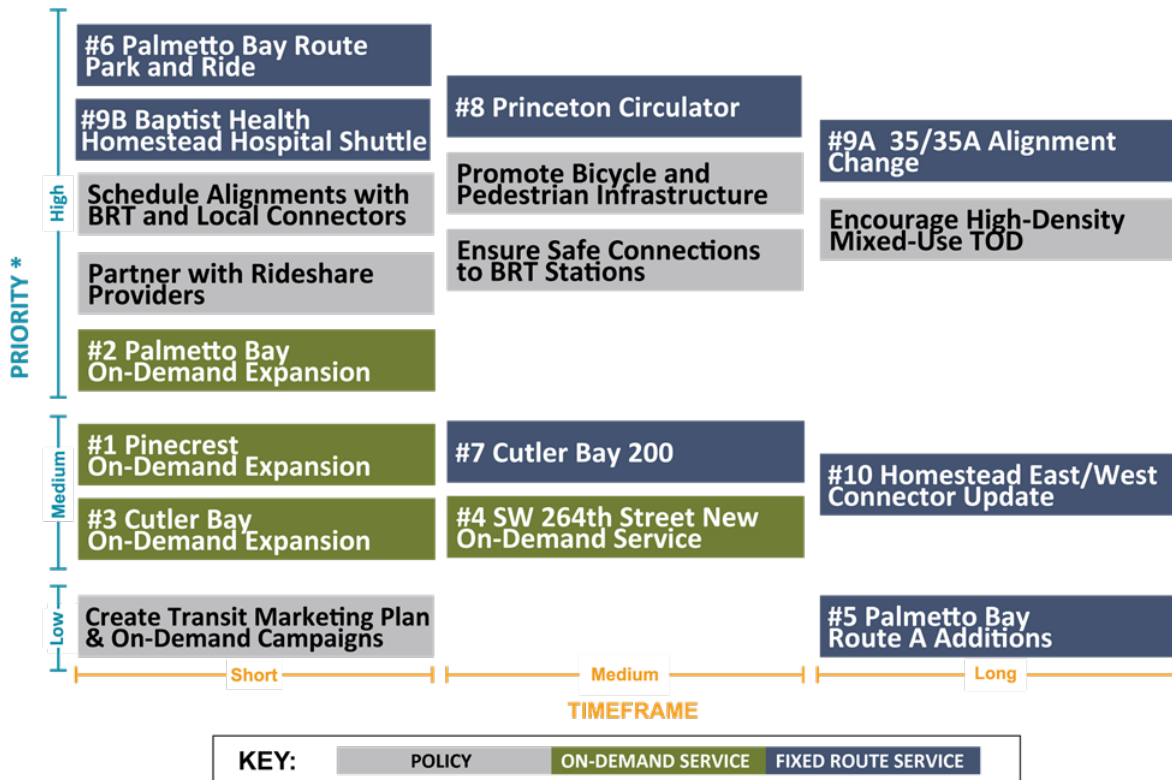 #6 Palmetto Bay Route
Park and Ride
#9B Baptist Health
Homestead Hospital Shuttle
Schedule Alignments with
BRT and Local Connectors
Partner with Rideshare
Providers
#2 Palmetto Bay
On-Demand Expansion
#8 Princeton Circulator
Promote Bicycle and
Pedestrian Infrastructure
Ensure Safe Connections
to BRT Stations
#9A 35/35A Alignment
Change
Encourage High-Density
Mixed-Use TOD
High
PRIORITY *
#1 Pinecrest
On-Demand Expansion
#3 Cutler Bay
On-Demand Expansion
#7 Cutler Bay 200
#4 SW 264th Street New
On-Demand Service
#10 Homestead East/West
Connector Update
Medium
Create Transit Marketing Plan
& On-Demand Campaigns
#5 Palmetto Bay
Route A Additions
Low
Short
Medium
Long
TIMEFRAME
KEY:
POLICY
ON-DEMAND SERVICE
FIXED ROUTE SERVICE